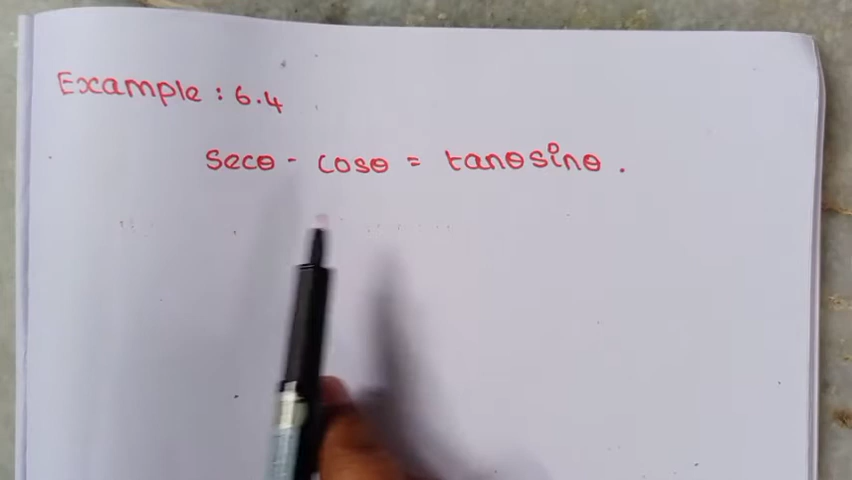 Example : 6.4
secθ - cosθ = tanθsinθ .